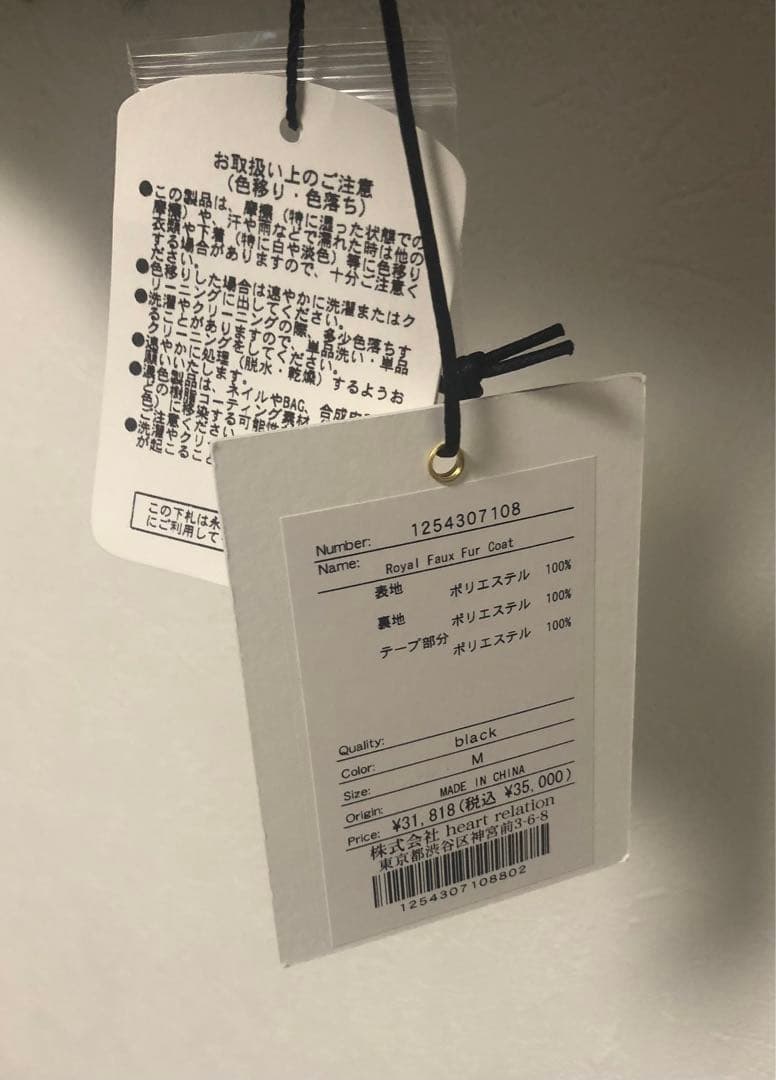 お取扱い上のご注意
(色移り・色落ち)
●この製品は、摩擦(特に湿った状態での
摩擦)や、汗や雨などで濡れた時は他の
衣類や下着(特に白や淡色)等に色移り
する場合がありますので、十分ご注意く
ださい。
●色移りした場合は速やかに洗濯またはク
リーニングに出してください。
●洗濯やクリーニングの際、多少色落ちす
ることがありますので、単品洗い・単品
クリーニングをしてください。
●速やかに処理(脱水・乾燥)するようお
願いいたします。
●濃色の製品は、ネイルやBAG、合成皮
ご注意ください
●洗濯やクリ
が起こること
この下札は永
にご利用して
Number: 1254307108
Name: Royal Faux Fur Coat
表地 ポリエステル 100%
裏地 ポリエステル 100%
テープ部分 ポリエステル 100%
Quality:
Color: black
Size: M
Origin: MADE IN CHINA
Price: ¥31,818(税込 ¥35,000)
株式会社 heart relation
東京都渋谷区神宮前3-6-8
1254307108802